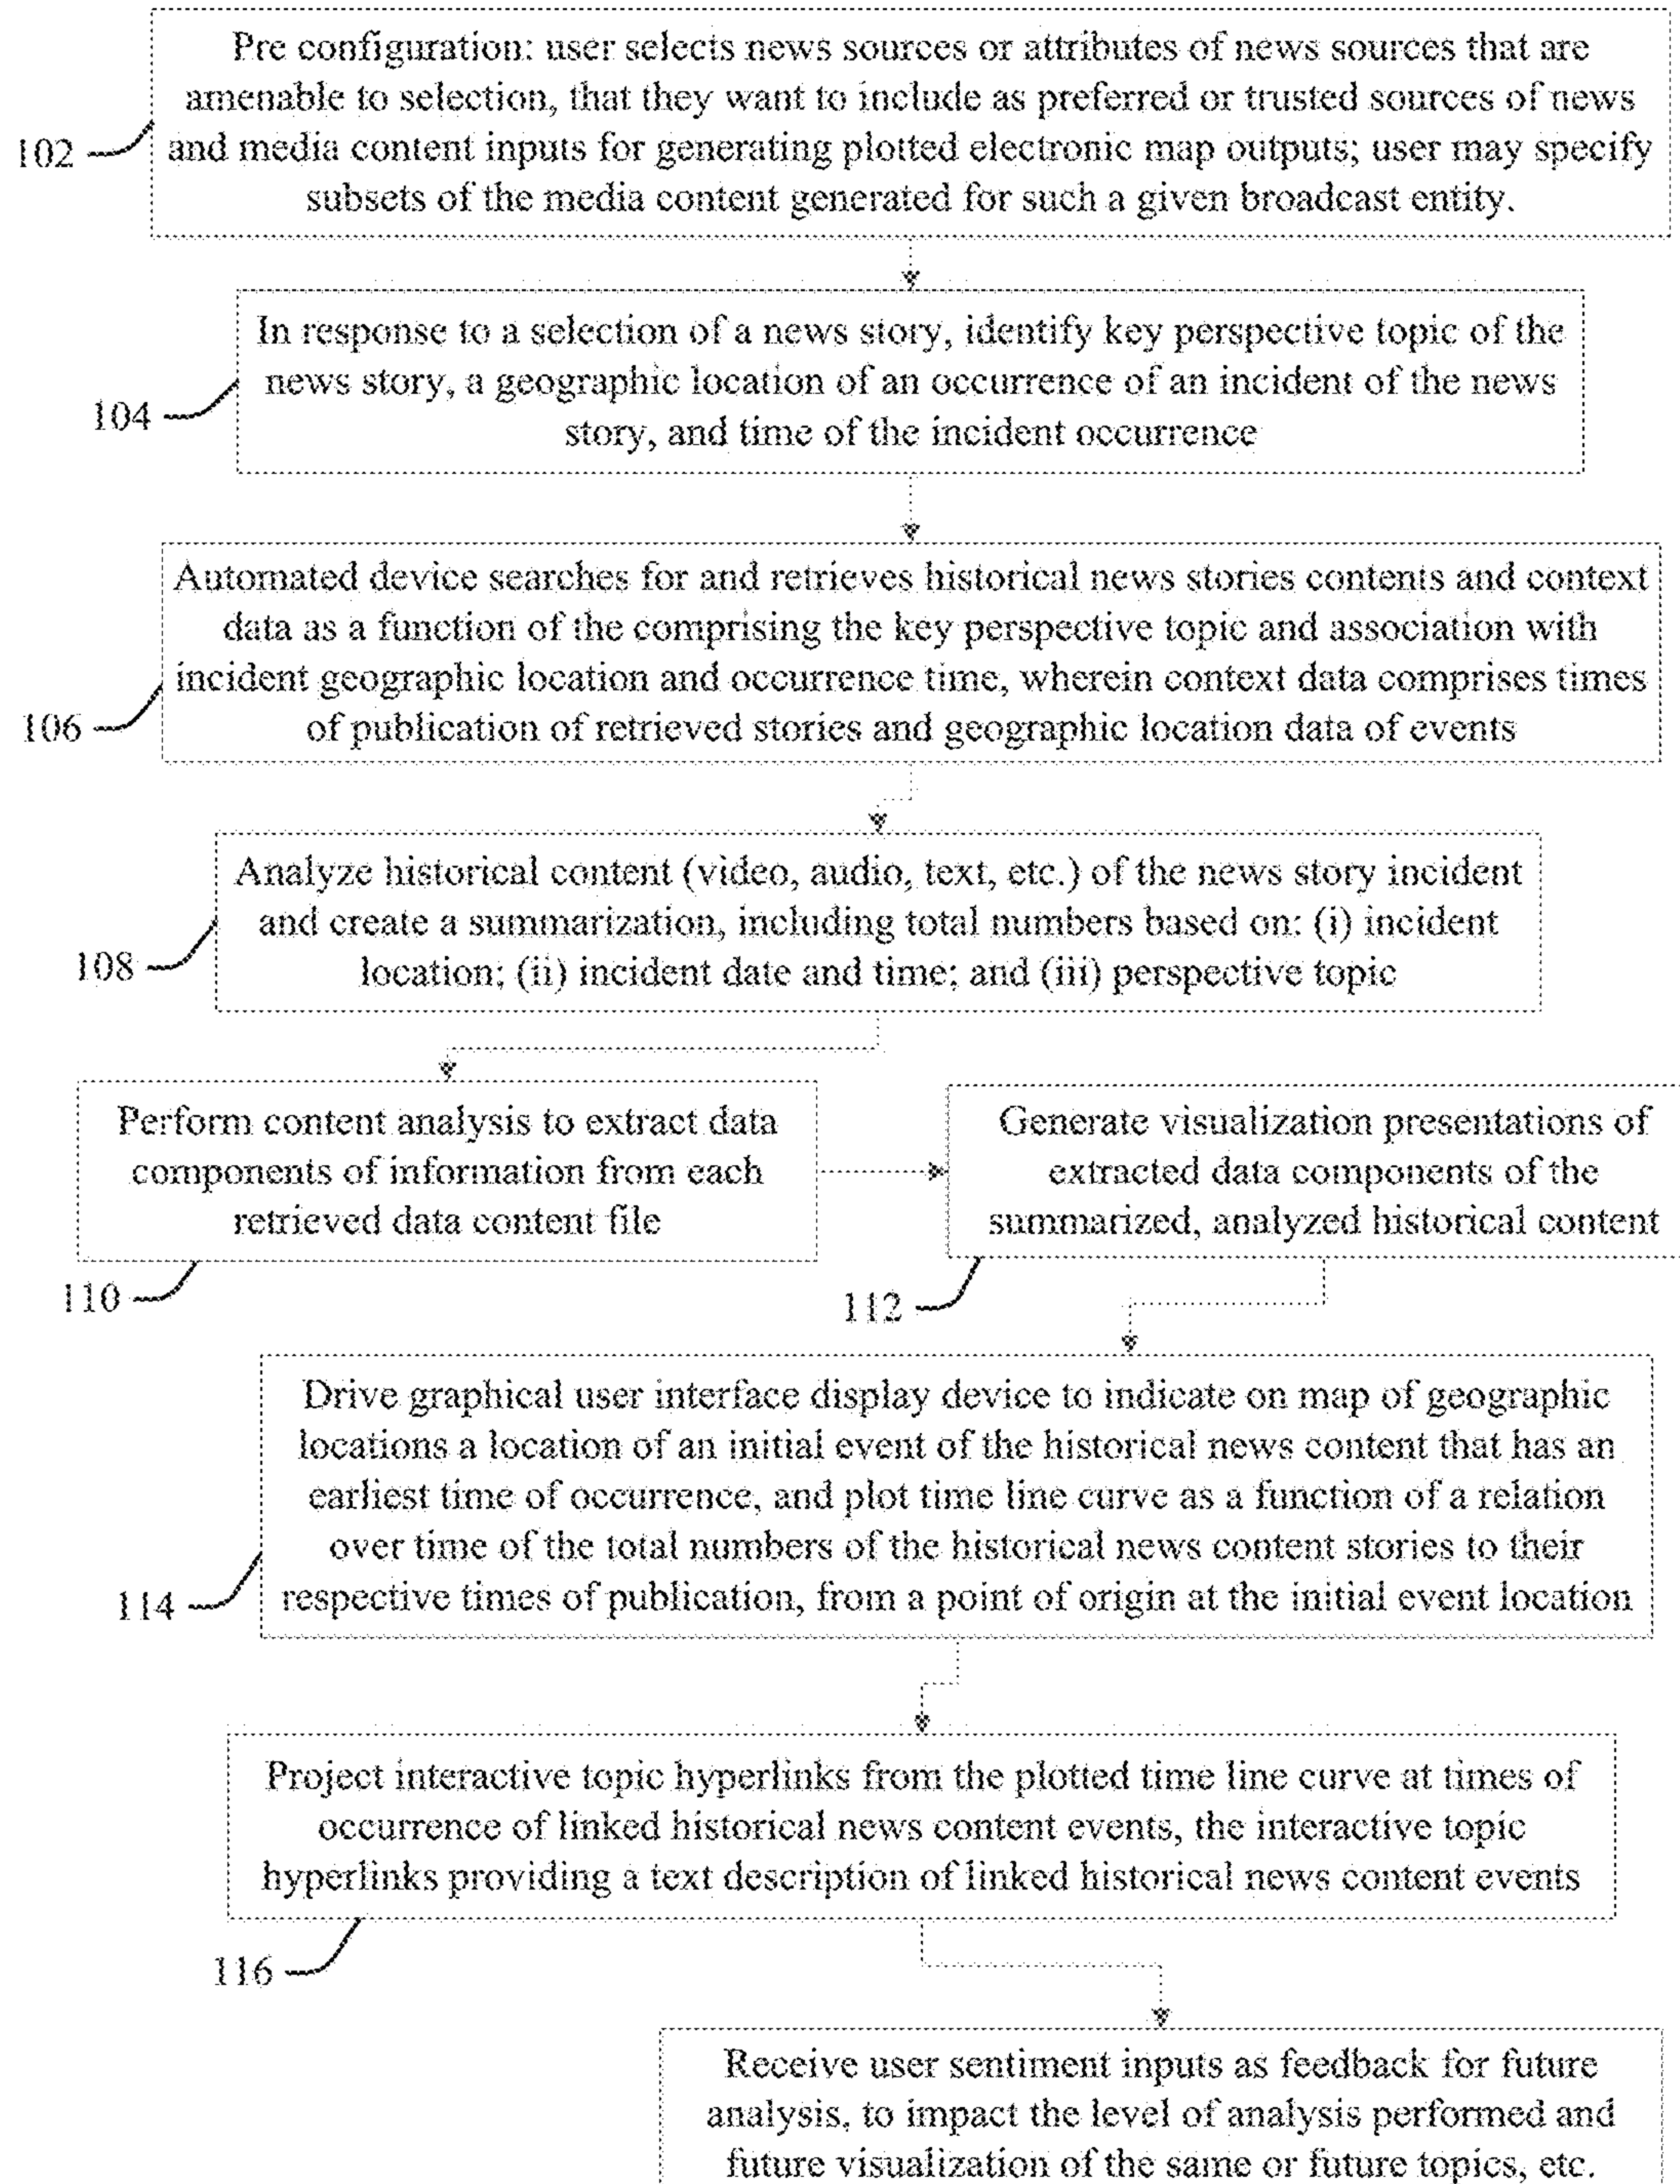 Pre configuration: user selects news sources or attributes of news sources that are
amenable to selection, that they want to include as preferred or trusted sources of news
and media content inputs for generating plotted electronic map outputs; user may specify
subsets of the media content generated for such a given broadcast entity.
102
In response to a selection of a news story, identify key perspective topic of the
news story, a geographic location of an occurrence of an incident of the news
story, and time of the incident occurrence
104
Automated device searches for and retrieves historical news stories contents and context
data as a function of the comprising the key perspective topic and association with
incident geographic location and occurrence time, wherein context data comprises times
of publication of retrieved stories and geographic location data of events
106
Analyze historical content (video, audio, text, etc.) of the news story incident
and create a summarization, including total numbers based on: (i) incident
location; (ii) incident date and time; and (iii) perspective topic
108
Perform content analysis to extract data
components of information from each
retrieved data content file
110
Generate visualization presentations of
extracted data components of the
summarized, analyzed historical content
112
Drive graphical user interface display device to indicate on map of geographic
locations a location of an initial event of the historical news content that has an
earliest time of occurrence, and plot time line curve as a function of a relation
over time of the total numbers of the historical news content stories to their
respective times of publication, from a point of origin at the initial event location
114
Project interactive topic hyperlinks from the plotted time line curve at times of
occurrence of linked historical news content events, the interactive topic
hyperlinks providing a text description of linked historical news content events
116
Receive user sentiment inputs as feedback for future
analysis, to impact the level of analysis performed and
future visualization of the same or future topics, etc.